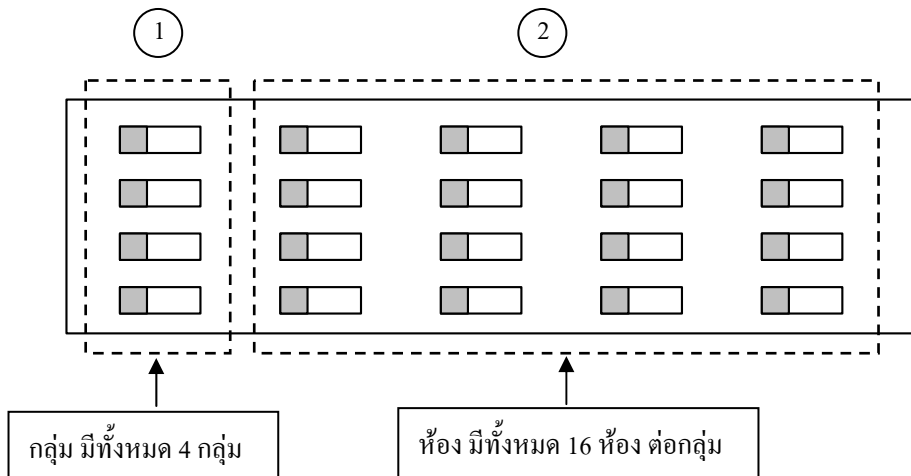 1
2
กลุ่ม มีทั้งหมด 4 กลุ่ม
ห้อง มีทั้งหมด 16 ห้อง ต่อกลุ่ม